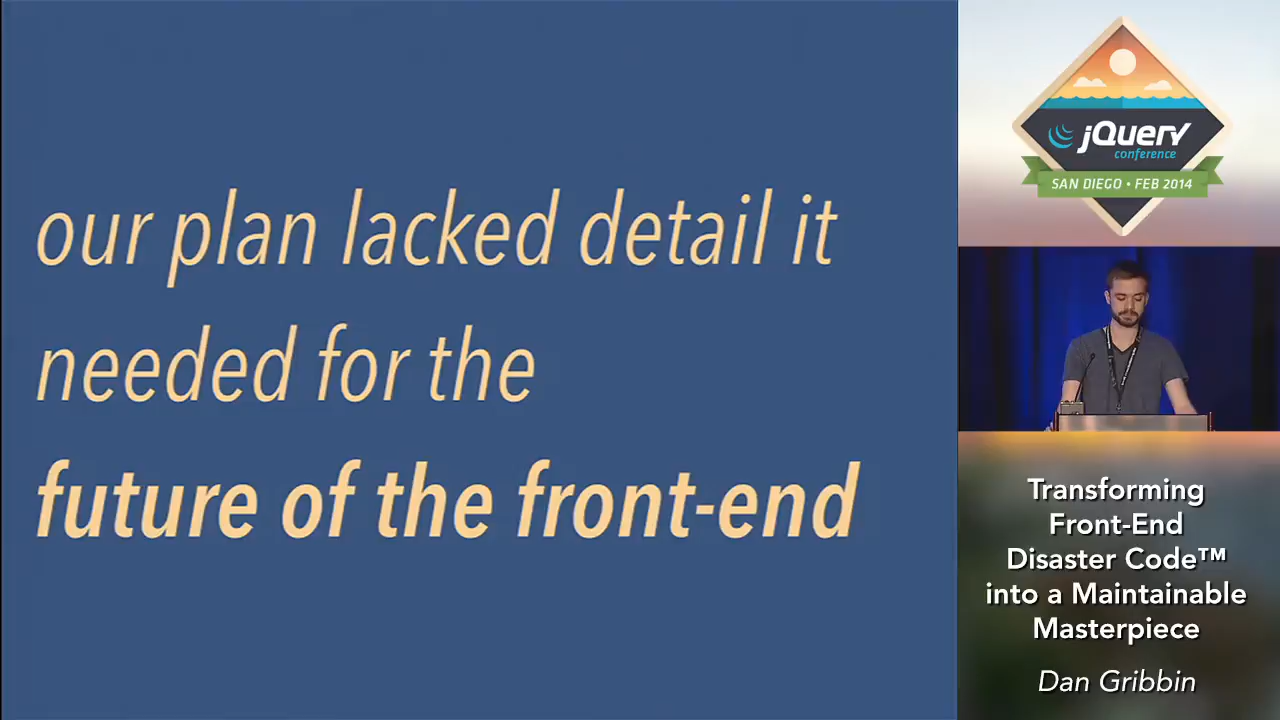 our plan lacked detail it
needed for the
future of the front-end
jQuery
conference
SAN DIEGO • FEB 2014
Transforming
Front-End
Disaster Code™
into a Maintainable
Masterpiece
Dan Gribbin